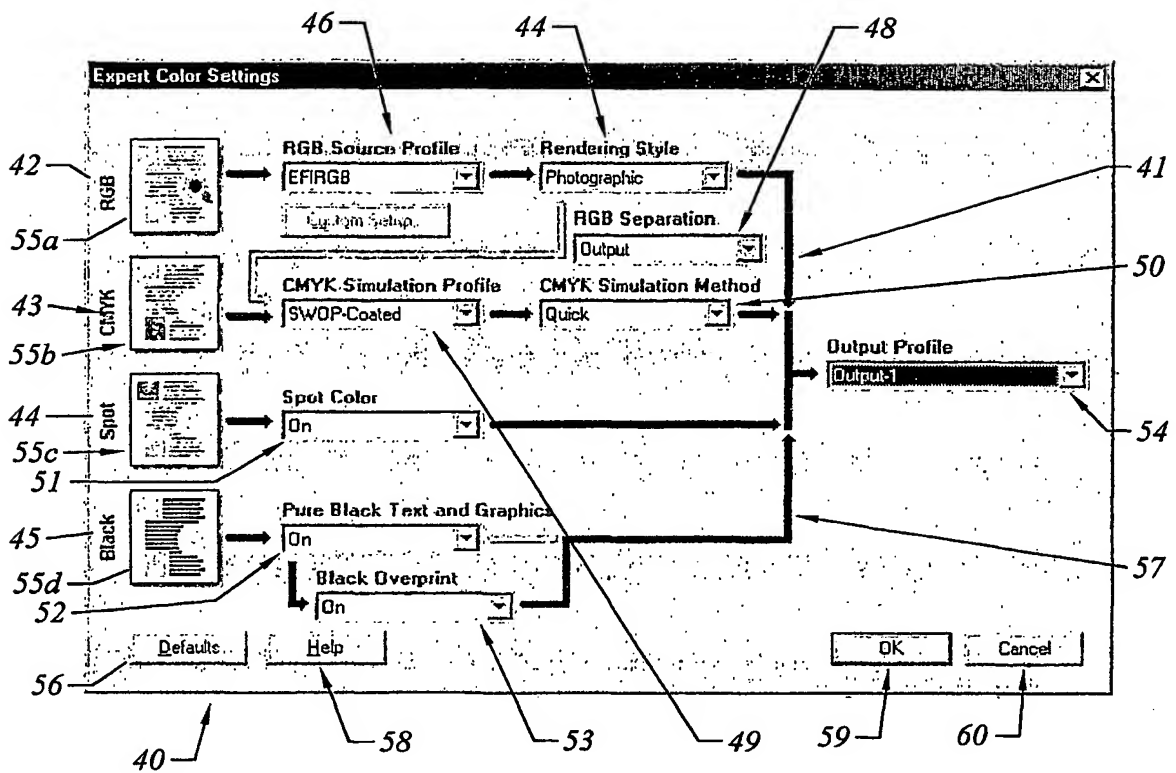 46
44
48
Expert Color Settings
42
RGB
RGB Source Profile
Rendering Style
41
EFIRGB
Photographic
55a
Custom Setup...
RGB Separation
Output
50
43
CMYK
CMYK Simulation Profile
CMYK Simulation Method
SWOP-Coated
Quick
55b
Output Profile
Output-1
44
Spot
Spot Color
54
On
55c
51
45
Black
Pure Black Text and Graphics
On
57
55d
Black Overprint
52
On
Defaults
Help
OK
Cancel
56
58
53
49
59
60
40